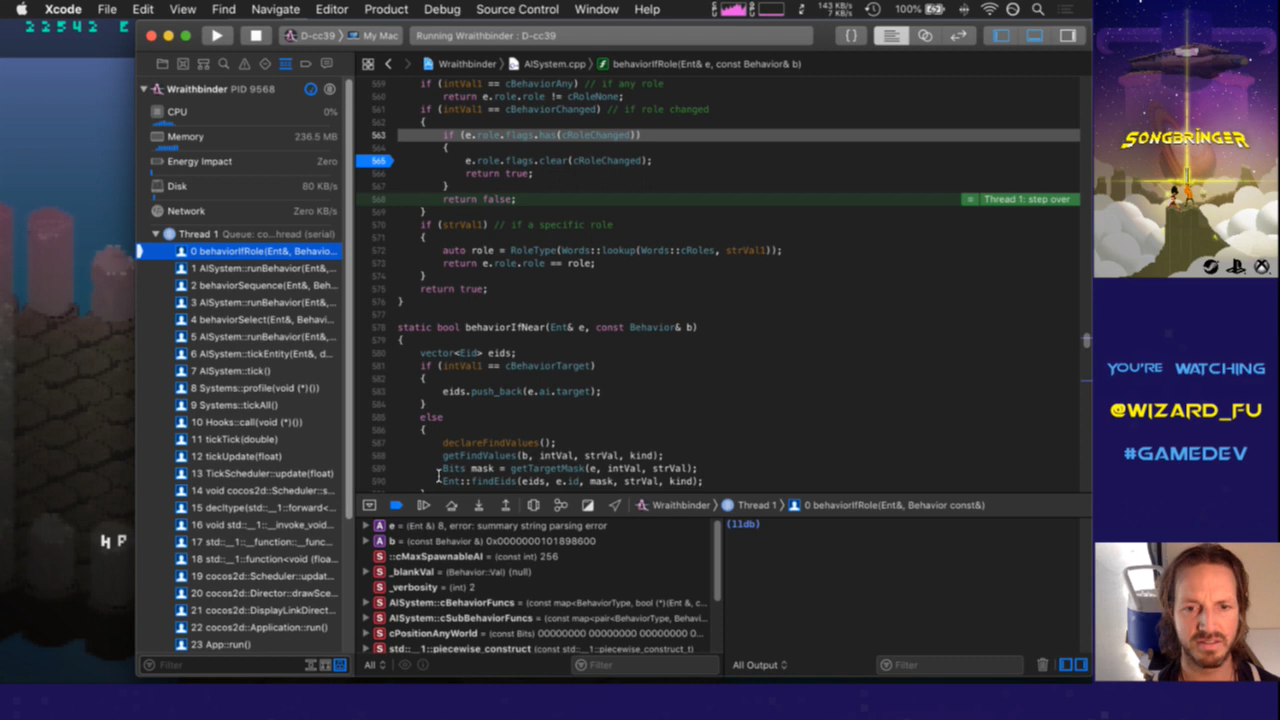 Xcode File Edit View Find Navigate Editor Product Debug Source Control Window Help 143 KB/s 7 KB/s 100%
22542
D-cc39 My Mac Running Wraithbinder : D-cc39
Wraithbinder AISystem.cpp behaviorIfRole(Ent& e, const Behavior& b)
Wraithbinder PID 9568
CPU 0%
Memory 236.5 MB
Energy Impact Zero
Disk 80 KB/s
Network Zero KB/s
Thread 1 Queue: co...hread (serial)
0 behaviorIfRole(Ent&, Behavio...
1 AISystem::runBehavior(Ent&,...
2 behaviorSequence(Ent&, Beh...
3 AISystem::runBehavior(Ent&,...
4 behaviorSelect(Ent&, Behavi...
5 AISystem::runBehavior(Ent&,...
6 AISystem::tickEntity(Ent&, d...
7 AISystem::tick()
8 Systems::profile(void (*)())
9 Systems::tickAll()
10 Hooks::call(void (*)())
11 tickTick(double)
12 tickUpdate(float)
13 TickScheduler::update(float)
14 void cocos2d::Scheduler::s...
15 decltype(std::__1::forward<...
16 void std::__1::__invoke_void...
17 std::__1::__function::__func...
18 std::__1::function<void (floa...
19 cocos2d::Scheduler::updat...
20 cocos2d::Director::drawSce...
21 cocos2d::DisplayLinkDirect...
22 cocos2d::Application::run()
23 App::run()
Filter
559 if (intVal1 == cBehaviorAny) // if any role
560 return e.role.role != cRoleNone;
561 if (intVal1 == cBehaviorChanged) // if role changed
562 {
563 if (e.role.flags.has(cRoleChanged))
564 {
565 e.role.flags.clear(cRoleChanged);
566 return true;
567 }
568 return false; Thread 1: step over
569 }
570 if (strVal1) // if a specific role
571 {
572 auto role = RoleType(Words::lookup(Words::cRoles, strVal1));
573 return e.role.role == role;
574 }
575 return true;
576 }
577
578 static bool behaviorIfNear(Ent& e, const Behavior& b)
579 {
580 vector<Eid> eids;
581 if (intVal1 == cBehaviorTarget)
582 {
583 eids.push_back(e.ai.target);
584 }
585 else
586 {
587 declareFindValues();
588 getFindValues(b, intVal, strVal, kind);
589 Bits mask = getTargetMask(e, intVal, strVal);
590 Ent::findEids(eids, e.id, mask, strVal, kind);
Wraithbinder Thread 1 0 behaviorIfRole(Ent&, Behavior const&)
A e = (Ent &) 8, error: summary string parsing error
A b = (Behavior &) 0x0000000101898600
S ::cMaxSpawnableAI = (const int) 256
S _blankVal = (Behavior::Val) (null)
S _verbosity = (int) 2
S AISystem::cBehaviorFuncs = (const map<BehaviorType, bool (*)(Ent &, c...
S AISystem::cSubBehaviorFuncs = (const map<pair<BehaviorType, Behavi...
S cPositionAnyWorld = (const Bits) 00000000 00000000 00000000 0...
S std::__1::piecewise_construct = (const std::__1::piecewise_construct_t)
All Filter
(lldb)
All Output Filter
HP
SONGBRINGER
YOU'RE WATCHING
@WIZARD_FU
#GAMEDEV